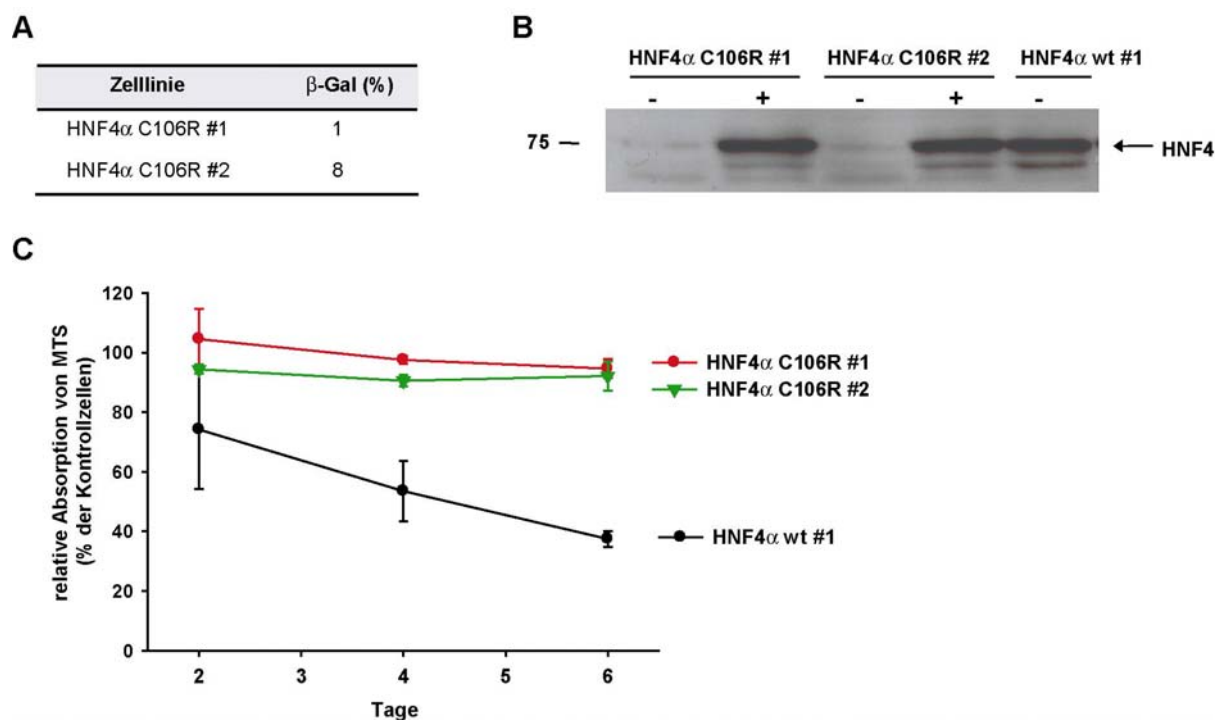 A
Zelllinie β-Gal (%)
HNF4α C106R #1 1
HNF4α C106R #2 8
B
HNF4α C106R #1 HNF4α C106R #2 HNF4α wt #1
- + - + -
75
HNF4
C
relative Absorption von MTS
(% der Kontrollzellen)
120
100
80
60
40
20
0
2 3 4 5 6
Tage
HNF4α C106R #1
HNF4α C106R #2
HNF4α wt #1